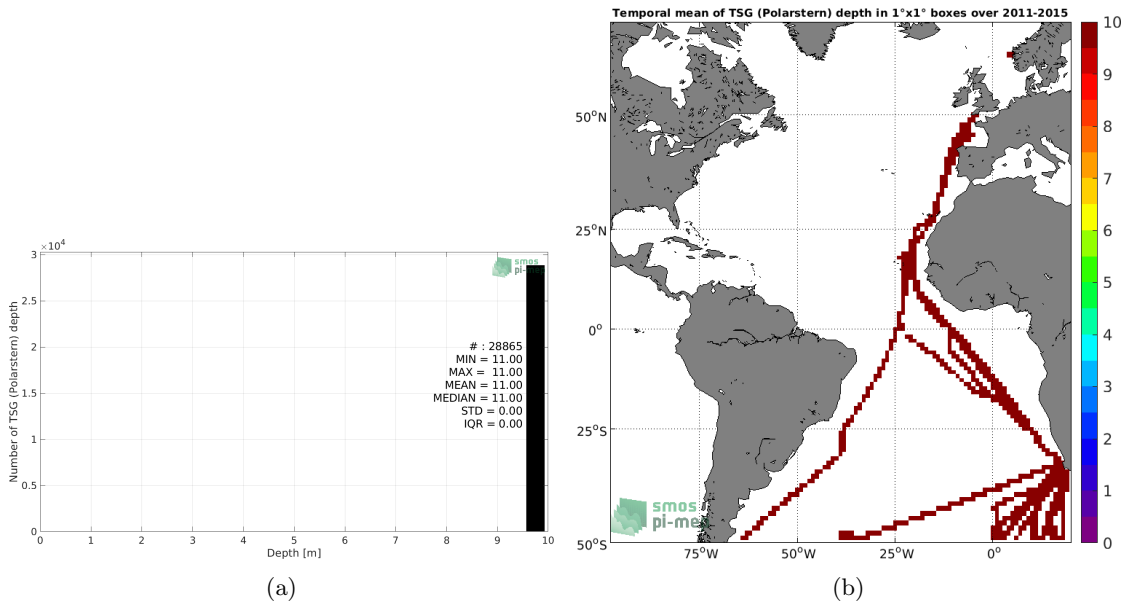 ×10⁴
3
2.5
2
1.5
1
0.5
0
Number of TSG (Polarstern) depth
smos
pi-mep
# : 28865
MIN = 11.00
MAX = 11.00
MEAN = 11.00
MEDIAN = 11.00
STD = 0.00
IQR = 0.00
0 1 2 3 4 5 6 7 8 9 10
Depth [m]
(a)
Temporal mean of TSG (Polarstern) depth in 1°x1° boxes over 2011-2015
50°N
25°N
0°
25°S
50°S
75°W 50°W 25°W 0°
smos
pi-mep
10
9
8
7
6
5
4
3
2
1
0
(b)